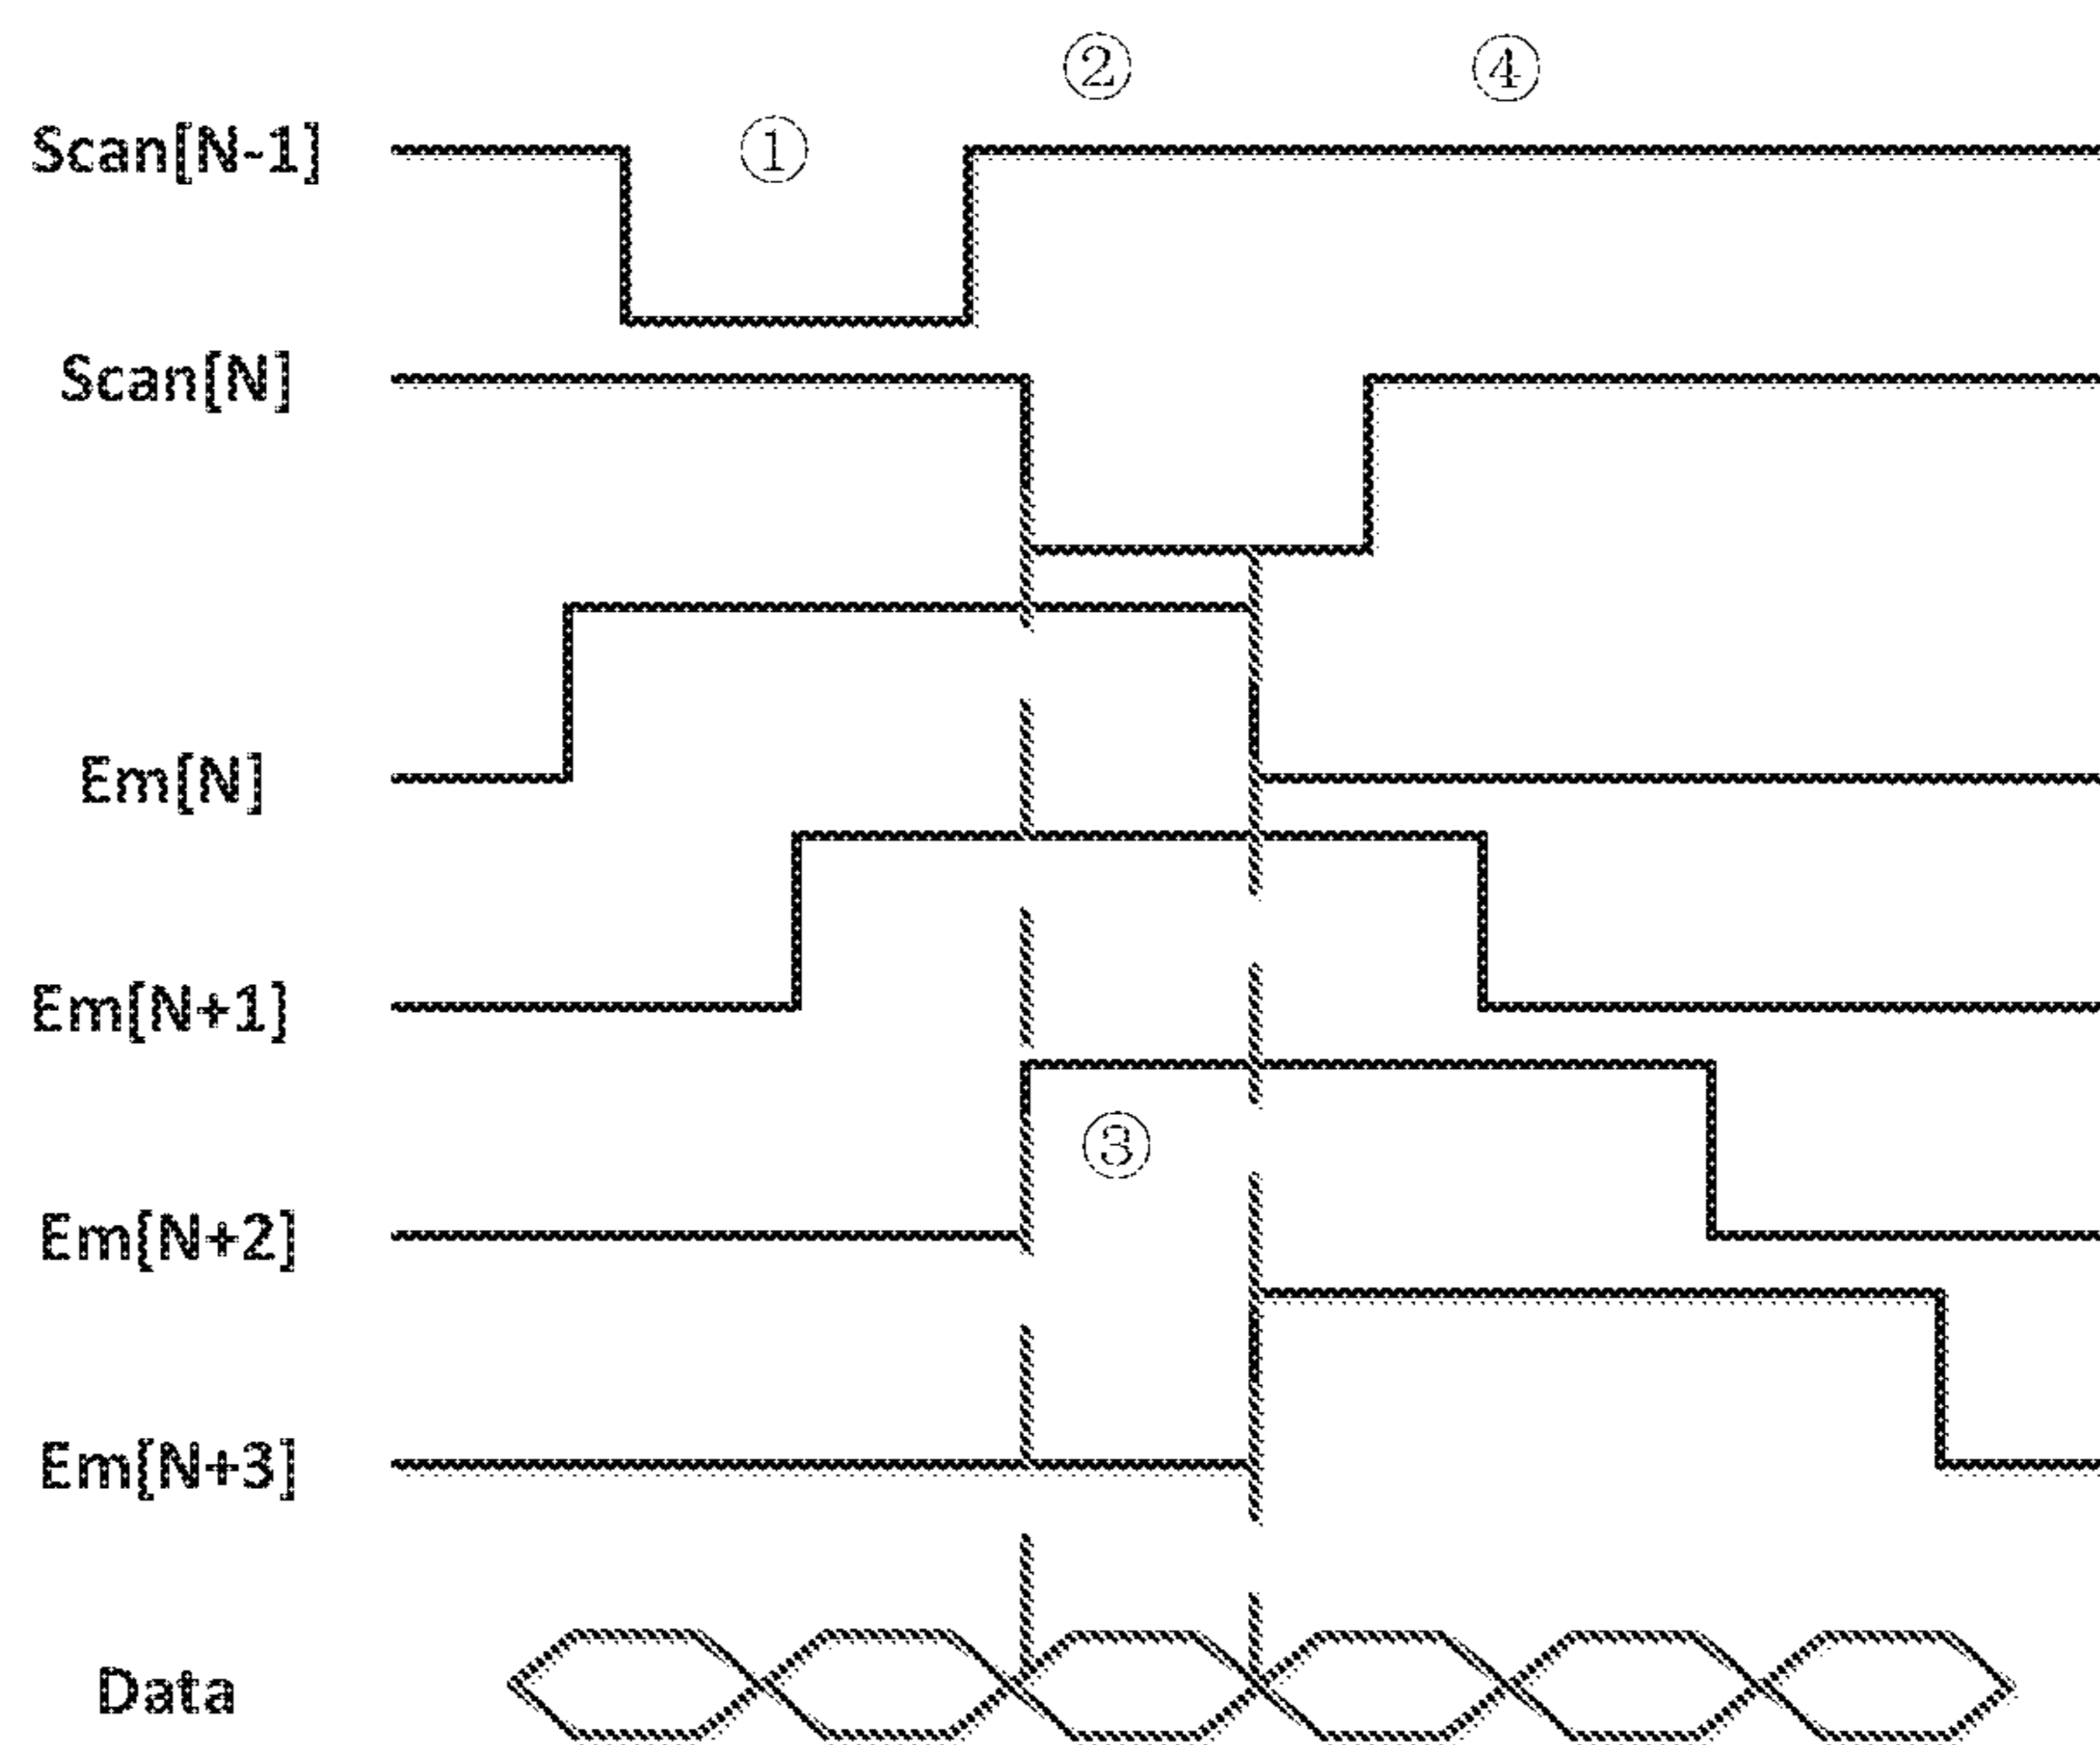 ② ④
Scan[N-1] ①
Scan[N]
Em[N]
Em[N+1]
③
Em[N+2]
Em[N+3]
Data